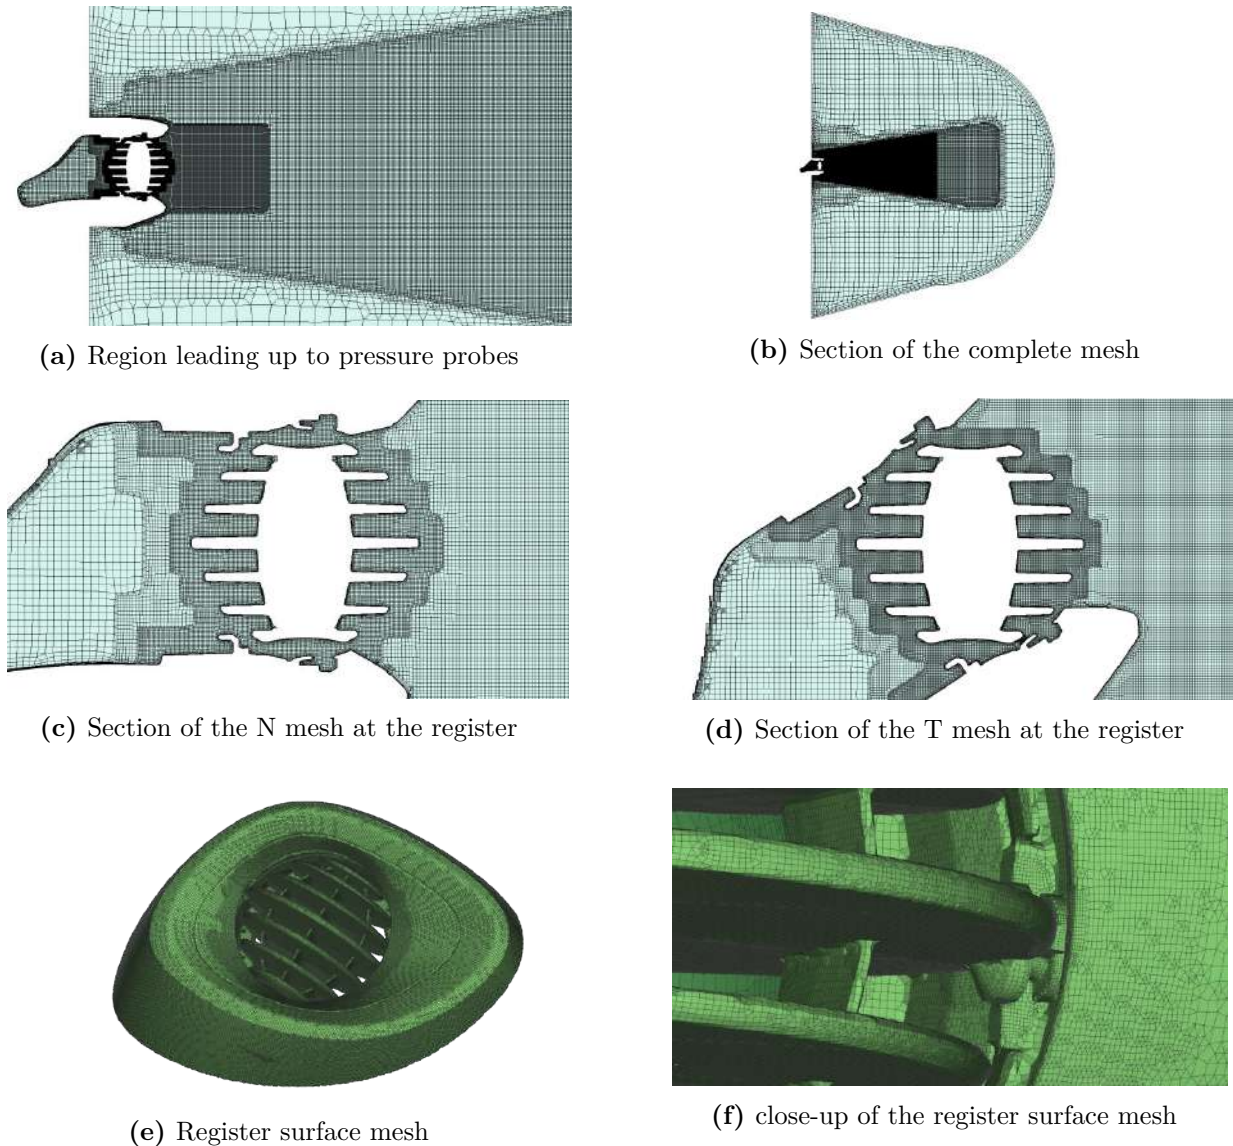 (a) Region leading up to pressure probes
(b) Section of the complete mesh
(c) Section of the N mesh at the register
(d) Section of the T mesh at the register
(e) Register surface mesh
(f) close-up of the register surface mesh